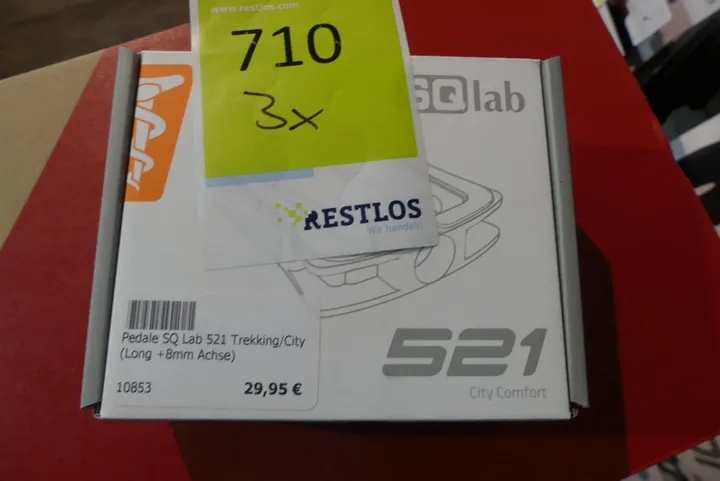 www.restlos.com
710
3x
RESTLOS
Wir handeln.
SQlab
Pedale SQ Lab 521 Trekking/City
(Long +8mm Achse)
10853 29,95 €
521
City Comfort